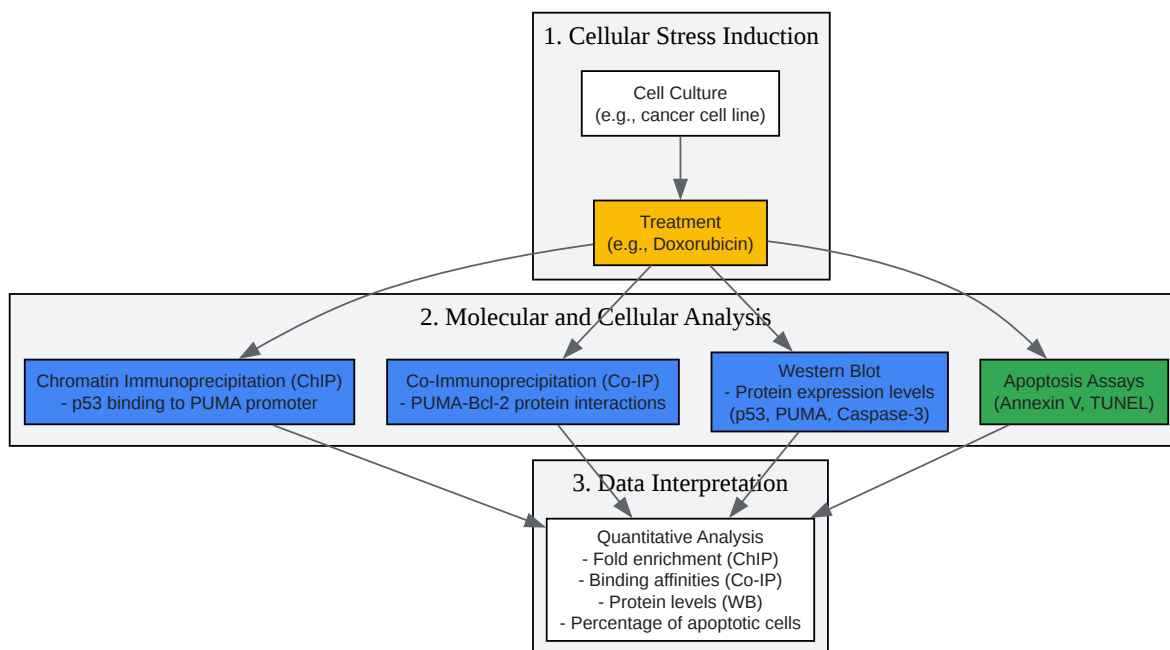 1. Cellular Stress Induction
Cell Culture
(e.g., cancer cell line)
Treatment
(e.g., Doxorubicin)
2. Molecular and Cellular Analysis
Chromatin Immunoprecipitation (ChIP)
- p53 binding to PUMA promoter
Co-Immunoprecipitation (Co-IP)
- PUMA-Bcl-2 protein interactions
Western Blot
- Protein expression levels
(p53, PUMA, Caspase-3)
Apoptosis Assays
(Annexin V, TUNEL)
3. Data Interpretation
Quantitative Analysis
- Fold enrichment (ChIP)
- Binding affinities (Co-IP)
- Protein levels (WB)
- Percentage of apoptotic cells